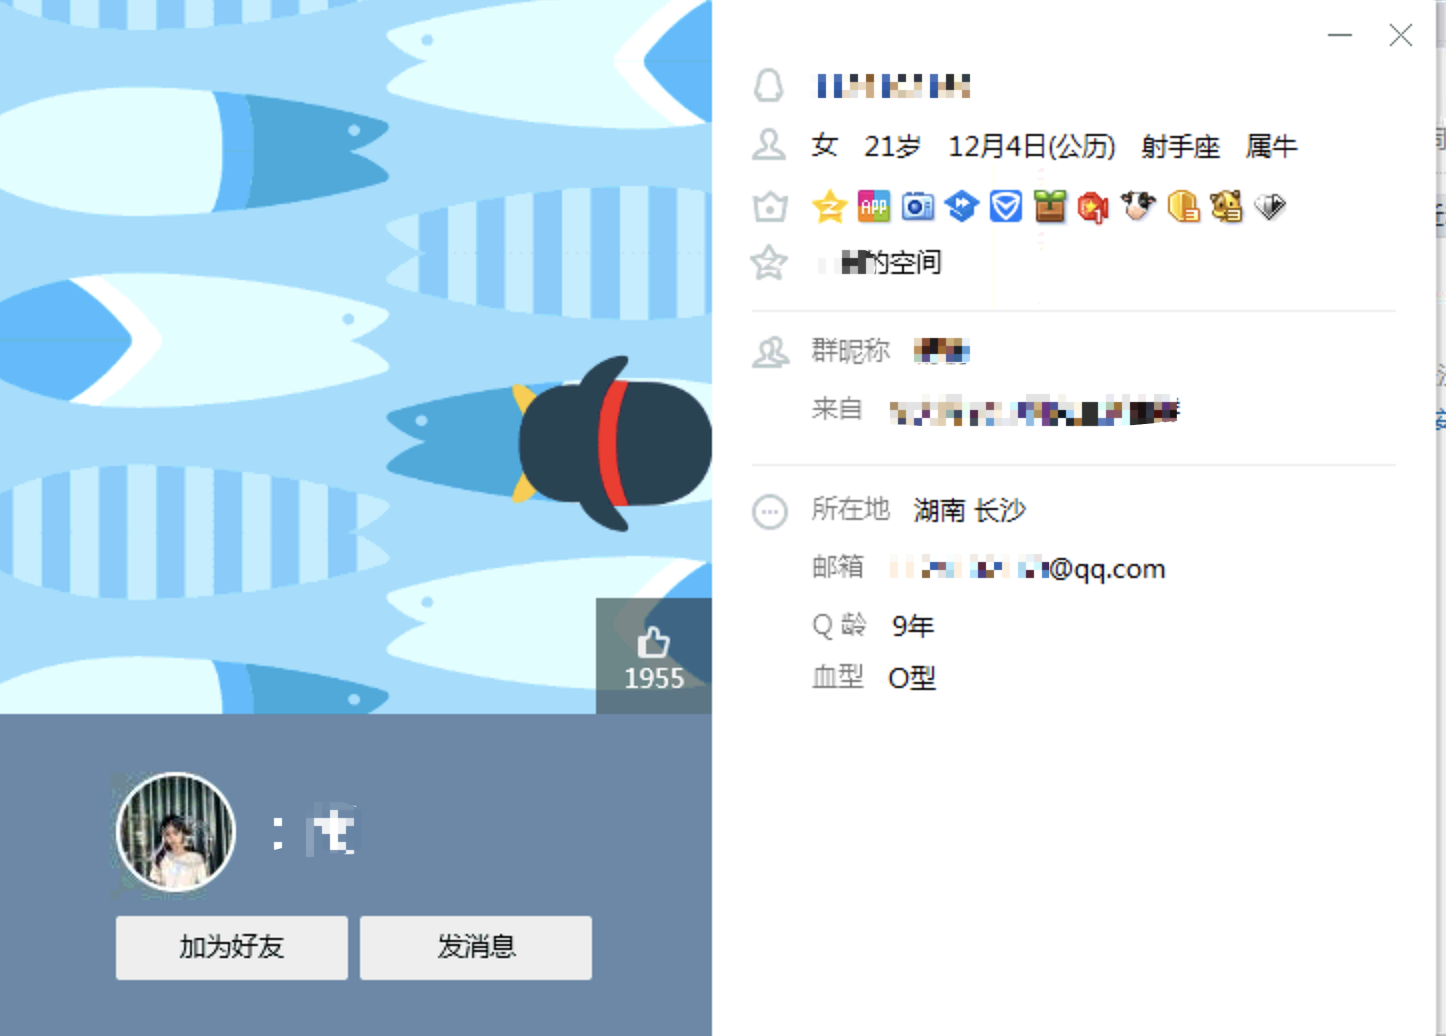 女 21岁 12月4日(公历) 射手座 属牛
APP
的空间
群昵称
来自
所在地 湖南 长沙
邮箱 @qq.com
Q 龄 9年
血型 O型
1955
加为好友 发消息